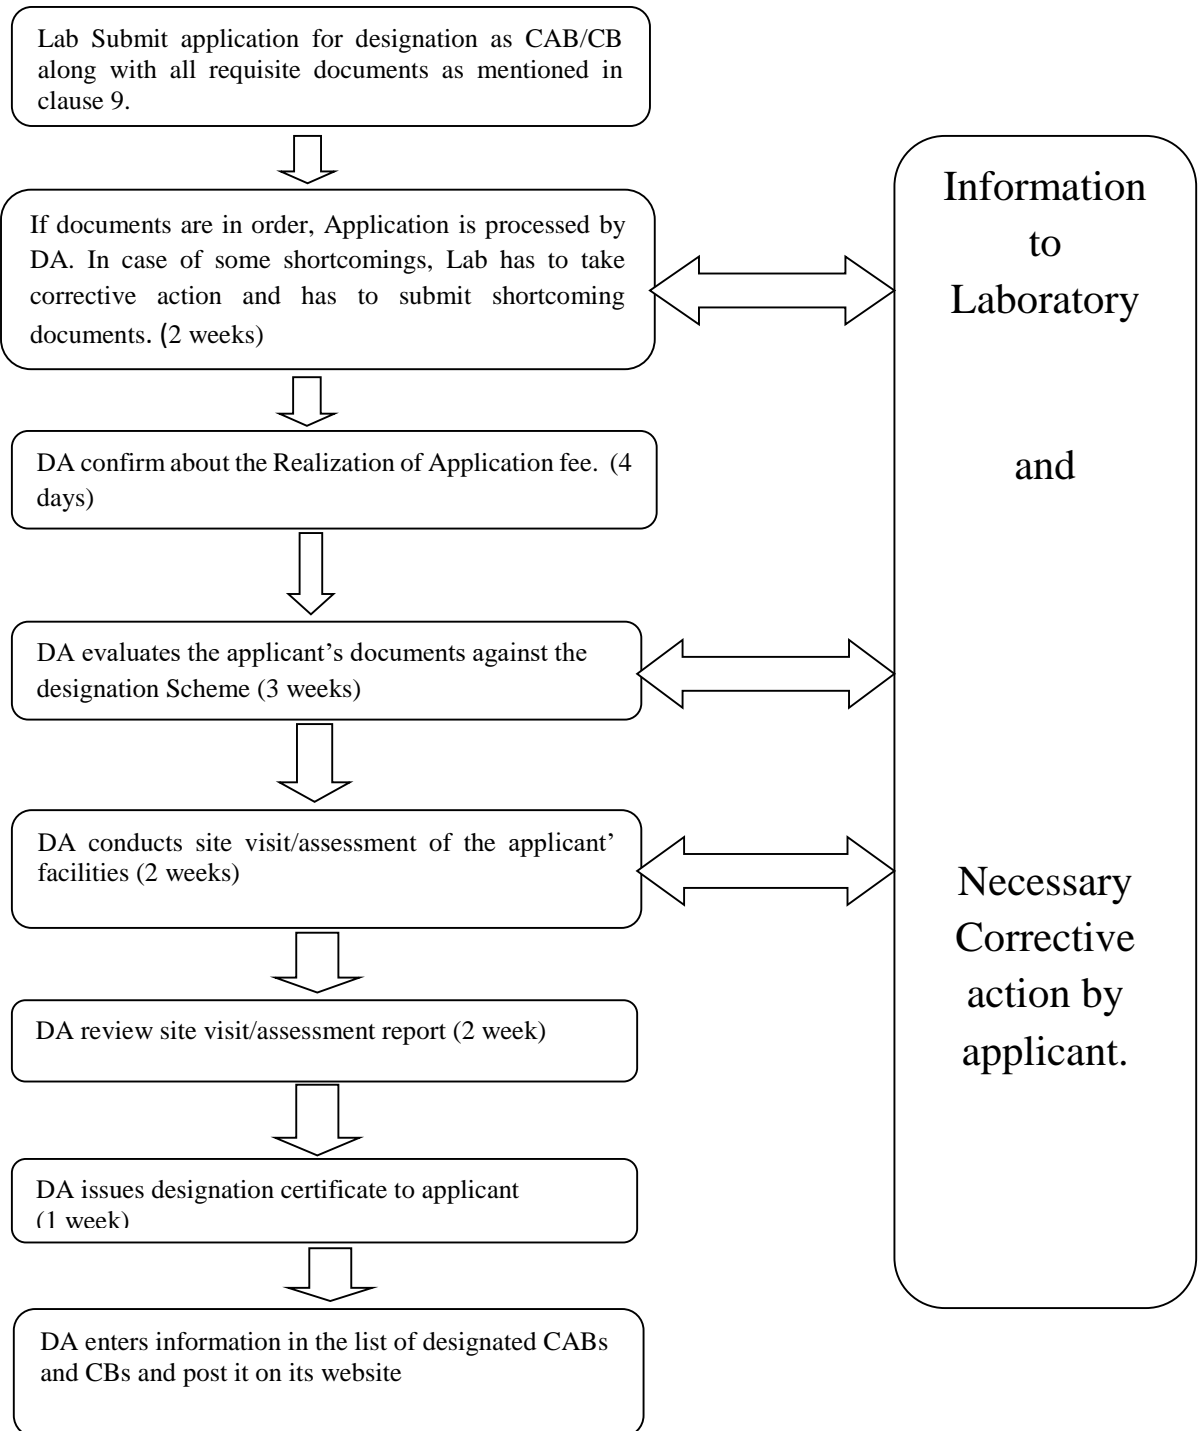 Lab Submit application for designation as CAB/CB
along with all requisite documents as mentioned in
clause 9.
If documents are in order, Application is processed by
DA. In case of some shortcomings, Lab has to take
corrective action and has to submit shortcoming
documents. (2 weeks)
DA confirm about the Realization of Application fee. (4
days)
DA evaluates the applicant’s documents against the
designation Scheme (3 weeks)
DA conducts site visit/assessment of the applicant’
facilities (2 weeks)
DA review site visit/assessment report (2 week)
DA issues designation certificate to applicant
(1 week)
DA enters information in the list of designated CABs
and CBs and post it on its website
Information
to
Laboratory
and
Necessary
Corrective
action by
applicant.